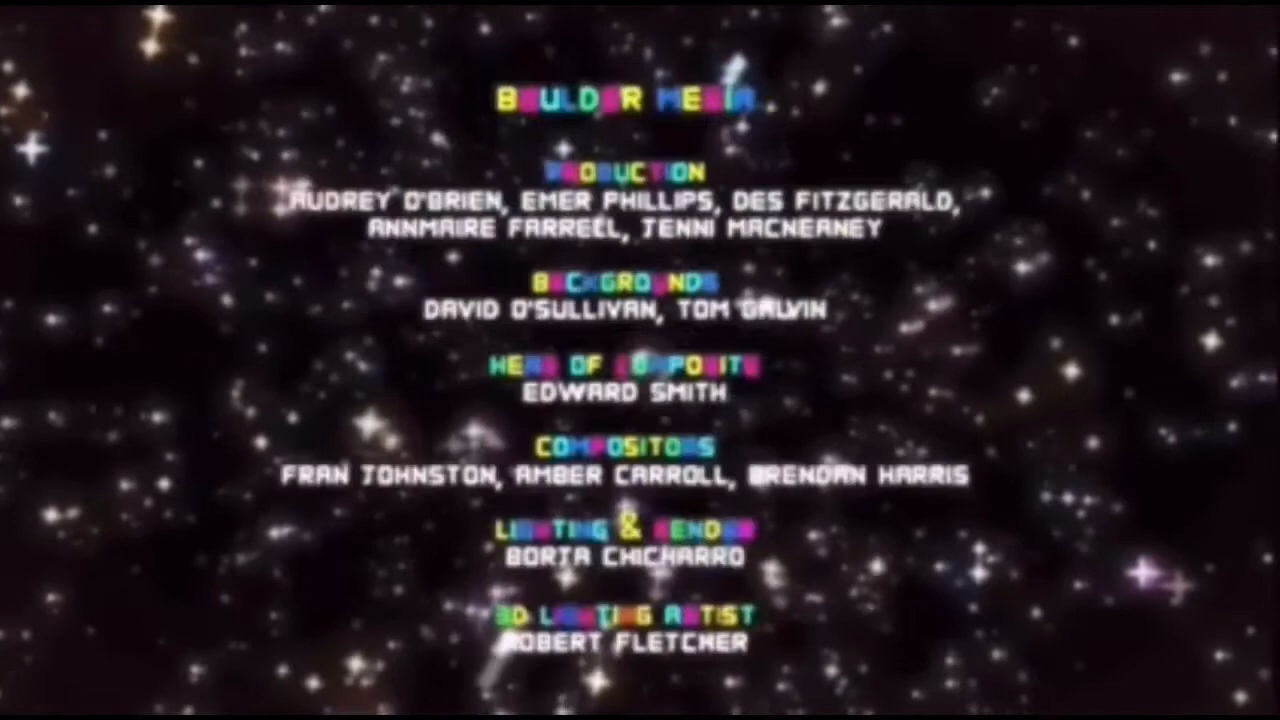 BOULDER MEDIA
PRODUCTION
AUDREY O'BRIEN, EMER PHILLIPS, DES FITZGERALD,
ANNMAIRE FARRELL, JENNI MACNEANEY
BACKGROUNDS
DAVID O'SULLIVAN, TOM GALVIN
HEAD OF COMPOSITE
EDWARD SMITH
COMPOSITORS
FRAN JOHNSTON, AMBER CARROLL, BRENDAN HARRIS
LIGHTING & RENDER
BORJA CHICHARRO
3D LIGHTING ARTIST
ROBERT FLETCHER